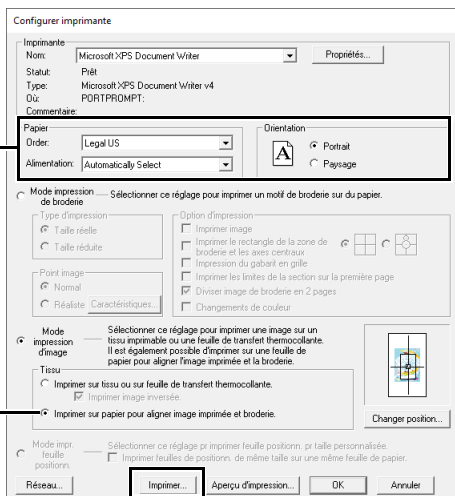 Configurer imprimante
Imprimante
Nom: Microsoft XPS Document Writer Propriétés...
Statut: Prêt
Type: Microsoft XPS Document Writer v4
Où: PORTPROMPT:
Commentaire:
Papier
Order: Legal US
Alimentation: Automatically Select
Orientation
A
Portrait
Paysage
Mode impression de broderie
Sélectionner ce réglage pour imprimer un motif de broderie sur du papier.
Type d'impression
Taille réelle
Taille réduite
Point image
Normal
Réaliste Caractéristiques...
Option d'impression
Imprimer image
Imprimer le rectangle de la zone de
broderie et les axes centraux
Impression du gabarit en grille
Imprimer les limites de la section sur la première page
Diviser image de broderie en 2 pages
Changements de couleur
Mode
impression
d'image
Sélectionner ce réglage pour imprimer une image sur un
tissu imprimable ou une feuille de transfert thermocollante.
Il est également possible d'imprimer sur une feuille de
papier pour aligner l'image imprimée et la broderie.
Tissu
Imprimer sur tissu ou sur feuille de transfert thermocollante.
Imprimer image inversée.
Imprimer sur papier pour aligner image imprimée et broderie.
Changer position...
Mode impr.
feuille
positionn.
Sélectionner ce réglage pr imprimer feuille positionn. pr taille personnalisée.
Imprimer feuilles de positionn. de même taille sur une même feuille de papier.
Réseau... Imprimer... Aperçu d'impression... OK Annuler